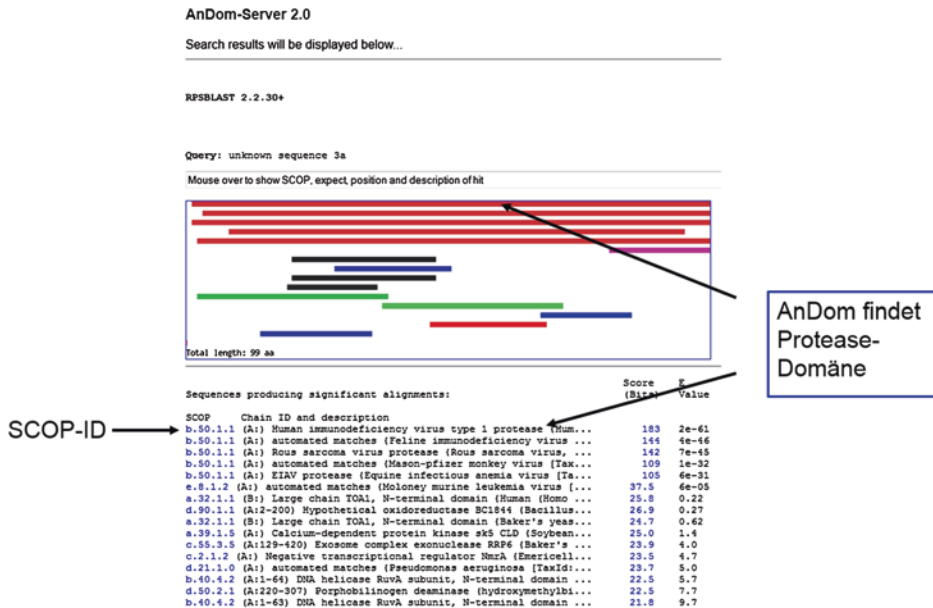 AnDom-Server 2.0
Search results will be displayed below...
RPSBLAST 2.2.30+
Query: unknown sequence 3a
Mouse over to show SCOP, expect, position and description of hit
Total length: 99 aa
AnDom findet
Protease-
Domäne
Score E
Sequences producing significant alignments: (Bits) Value
SCOP Chain ID and description
SCOP-ID
b.50.1.1 (A:) Human immunodeficiency virus type 1 protease (Hum... 183 2e-61
b.50.1.1 (A:) automated matches (Feline immunodeficiency virus ... 144 4e-46
b.50.1.1 (A:) Rous sarcoma virus protease (Rous sarcoma virus, ... 142 7e-45
b.50.1.1 (A:) automated matches (Mason-pfizer monkey virus [Tax... 109 1e-32
b.50.1.1 (A:) EIAV protease (Equine infectious anemia virus [Ta... 105 6e-31
e.8.1.2 (A:) automated matches (Moloney murine leukemia virus [... 37.5 6e-05
a.32.1.1 (B:) Large chain TOA1, N-terminal domain (Human (Homo ... 25.8 0.22
d.90.1.1 (A:2-200) Hypothetical oxidoreductase BC1844 (Bacillus... 26.9 0.27
a.32.1.1 (B:) Large chain TOA1, N-terminal domain (Baker's yeas... 24.7 0.62
a.39.1.5 (A:) Calcium-dependent protein kinase sk5 CLD (Soybean... 25.0 1.4
c.55.3.5 (A:129-420) Exosome complex exonuclease RRP6 (Baker's ... 23.9 4.0
c.2.1.2 (A:) Negative transcriptional regulator NmrA (Emericell... 23.5 4.7
d.21.1.0 (A:) automated matches (Pseudomonas aeruginosa [TaxId:... 23.7 5.0
b.40.4.2 (A:1-64) DNA helicase RuvA subunit, N-terminal domain ... 22.5 5.7
d.50.2.1 (A:220-307) Porphobilinogen deaminase (hydroxymethylbi... 22.5 7.7
b.40.4.2 (A:1-63) DNA helicase RuvA subunit, N-terminal domain ... 21.8 9.7